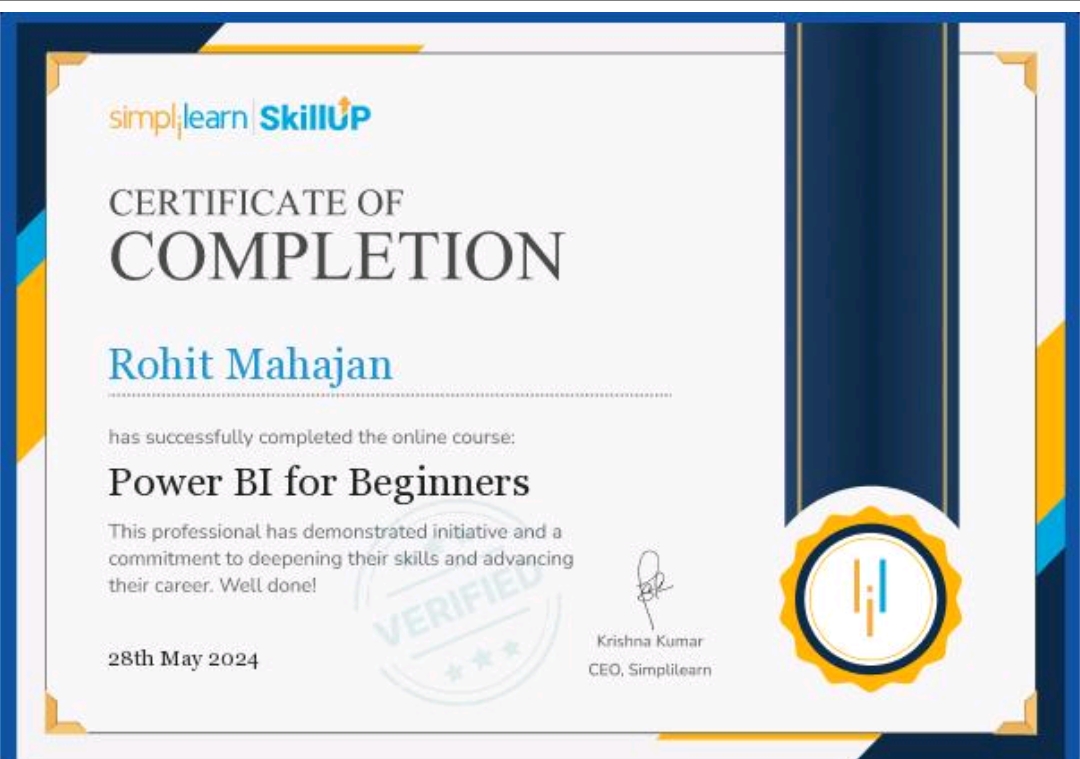 simplilearn | SkillUP
CERTIFICATE OF
COMPLETION
Rohit Mahajan
has successfully completed the online course:
Power BI for Beginners
This professional has demonstrated initiative and a
commitment to deepening their skills and advancing
their career. Well done!
VERIFIED
28th May 2024
Krishna Kumar
CEO, Simplilearn